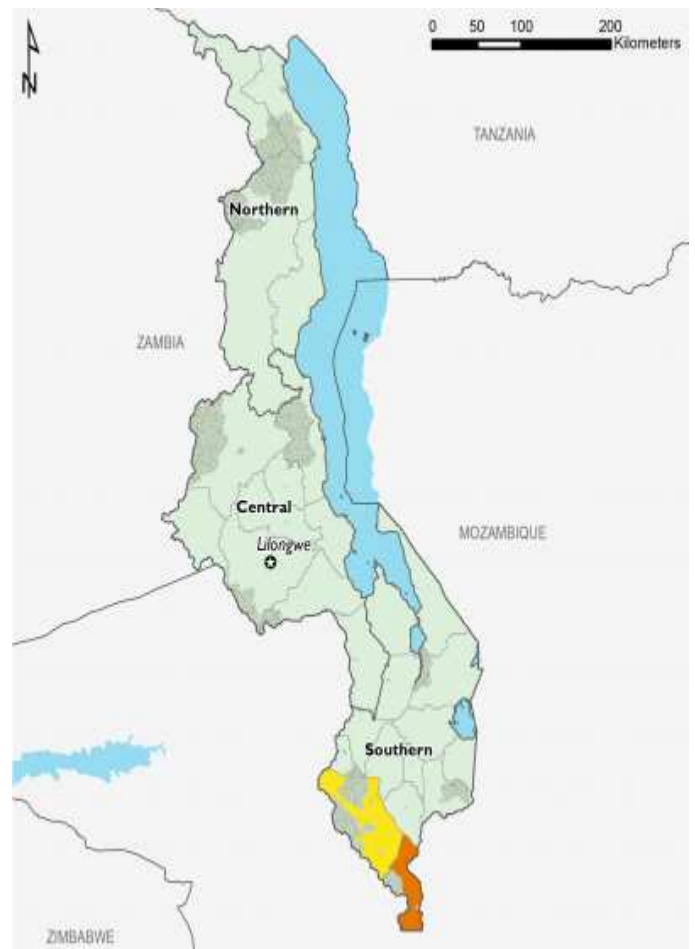 0 50 100 200
Kilometers
N
TANZANIA
Northern
ZAMBIA
Central
Lilongwe
MOZAMBIQUE
Southern
ZIMBABWE